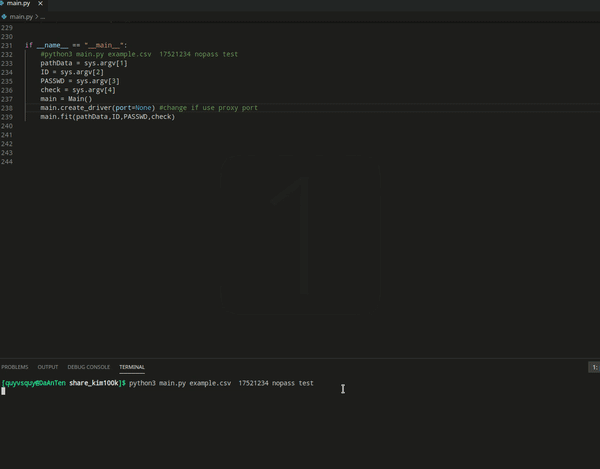 main.py ×
main.py > ...
229
230
231 if __name__ == "__main__":
232 #python3 main.py example.csv  17521234 nopass test
233 pathData = sys.argv[1]
234 ID = sys.argv[2]
235 PASSWD = sys.argv[3]
236 check = sys.argv[4]
237 main = Main()
238 main.create_driver(port=None) #change if use proxy port
239 main.fit(pathData,ID,PASSWD,check)
240
241
242
243
244
PROBLEMS OUTPUT DEBUG CONSOLE TERMINAL 1:
[quyvsquy@DaAnTen share_kim100k]$ python3 main.py example.csv  17521234 nopass test